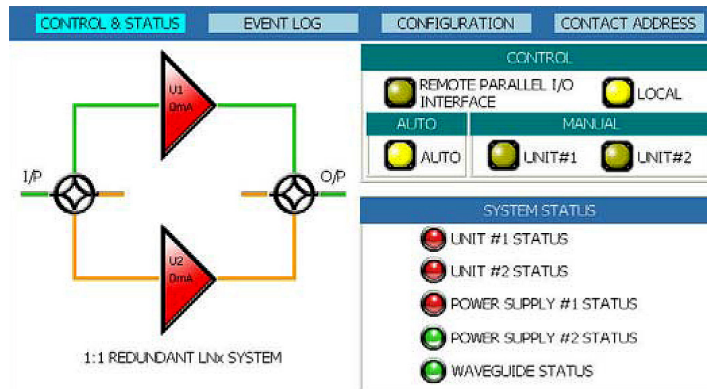 CONTROL & STATUS
EVENT LOG
CONFIGURATION
CONTACT ADDRESS
U1
0mA
I/P
O/P
U2
0mA
1:1 REDUNDANT LNx SYSTEM
CONTROL
REMOTE PARALLEL I/O
INTERFACE
LOCAL
AUTO
MANUAL
AUTO
UNIT#1
UNIT#2
SYSTEM STATUS
UNIT #1 STATUS
UNIT #2 STATUS
POWER SUPPLY #1 STATUS
POWER SUPPLY #2 STATUS
WAVEGUIDE STATUS